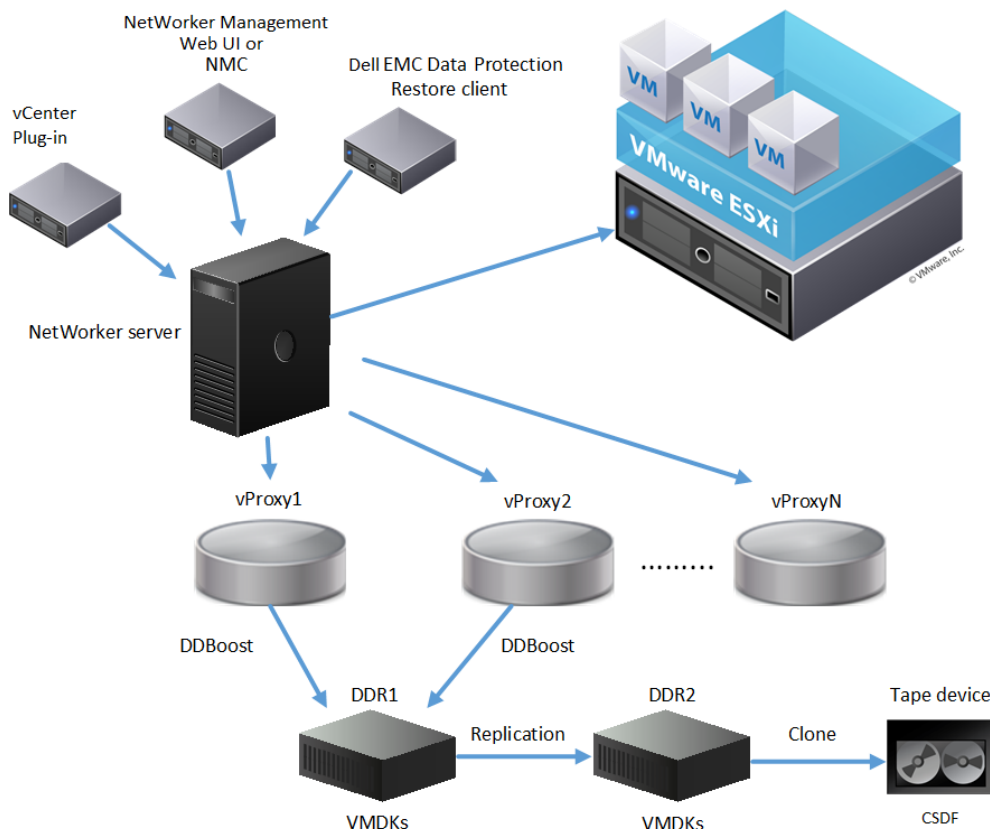 NetWorker Management
Web UI or
NMC
Dell EMC Data Protection
Restore client
vCenter
Plug-in
VM
VM
VM
VMware ESXi
© VMware, Inc.
NetWorker server
vProxy1
vProxy2
vProxyN
.........
DDBoost
DDBoost
DDR1
DDR2
Tape device
Replication
Clone
VMDKs
VMDKs
CSDF